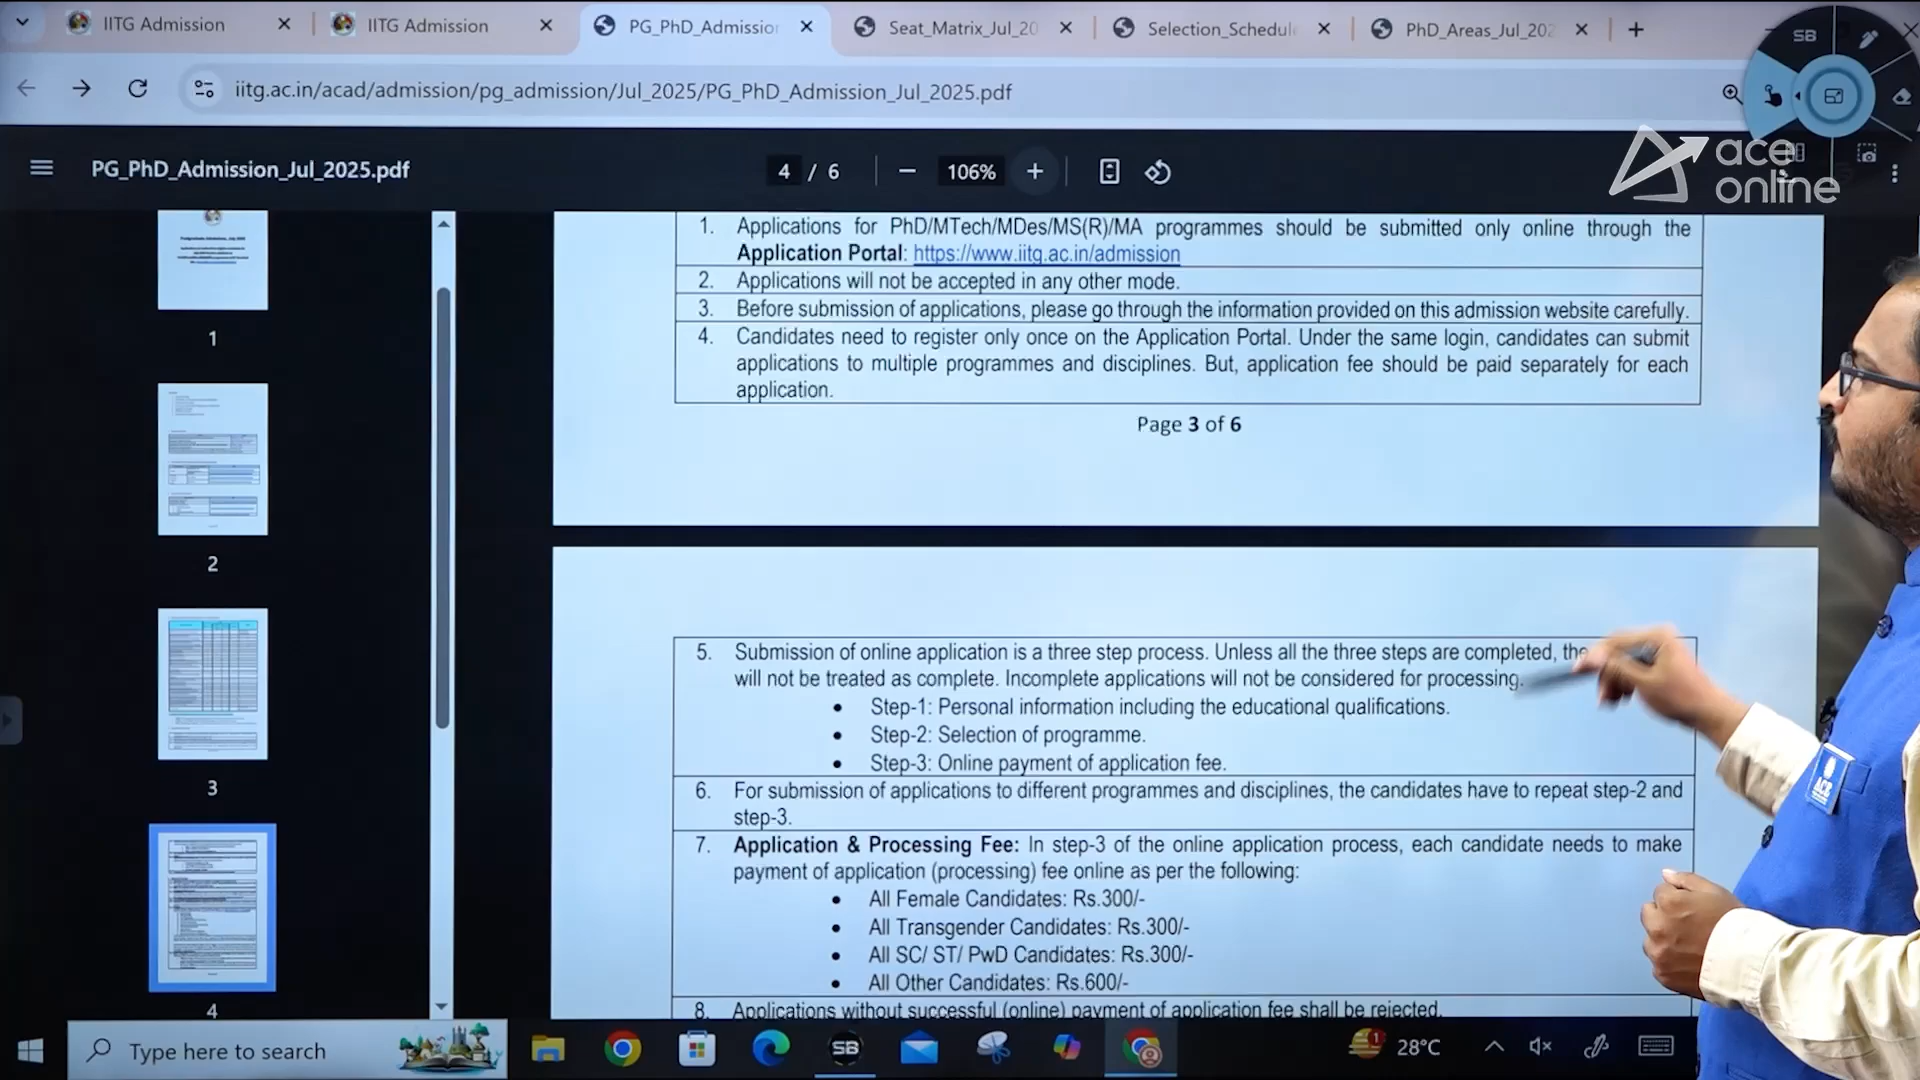 IITG Admission
IITG Admission
PG_PhD_Admission
Seat_Matrix_Jul_20
Selection_Schedule
PhD_Areas_Jul_202
SB
iitg.ac.in/acad/admission/pg_admission/Jul_2025/PG_PhD_Admission_Jul_2025.pdf
PG_PhD_Admission_Jul_2025.pdf
4 / 6
106%
ace
online
1. Applications for PhD/MTech/MDes/MS(R)/MA programmes should be submitted only online through the
Application Portal: https://www.iitg.ac.in/admission
2. Applications will not be accepted in any other mode.
3. Before submission of applications, please go through the information provided on this admission website carefully.
4. Candidates need to register only once on the Application Portal. Under the same login, candidates can submit
applications to multiple programmes and disciplines. But, application fee should be paid separately for each
application.
Page 3 of 6
5. Submission of online application is a three step process. Unless all the three steps are completed, the
will not be treated as complete. Incomplete applications will not be considered for processing.
• Step-1: Personal information including the educational qualifications.
• Step-2: Selection of programme.
• Step-3: Online payment of application fee.
6. For submission of applications to different programmes and disciplines, the candidates have to repeat step-2 and
step-3.
7. Application & Processing Fee: In step-3 of the online application process, each candidate needs to make
payment of application (processing) fee online as per the following:
• All Female Candidates: Rs.300/-
• All Transgender Candidates: Rs.300/-
• All SC/ ST/ PwD Candidates: Rs.300/-
• All Other Candidates: Rs.600/-
8. Applications without successful (online) payment of application fee shall be rejected.
1
2
3
4
ACE
Type here to search
SB
1
28°C